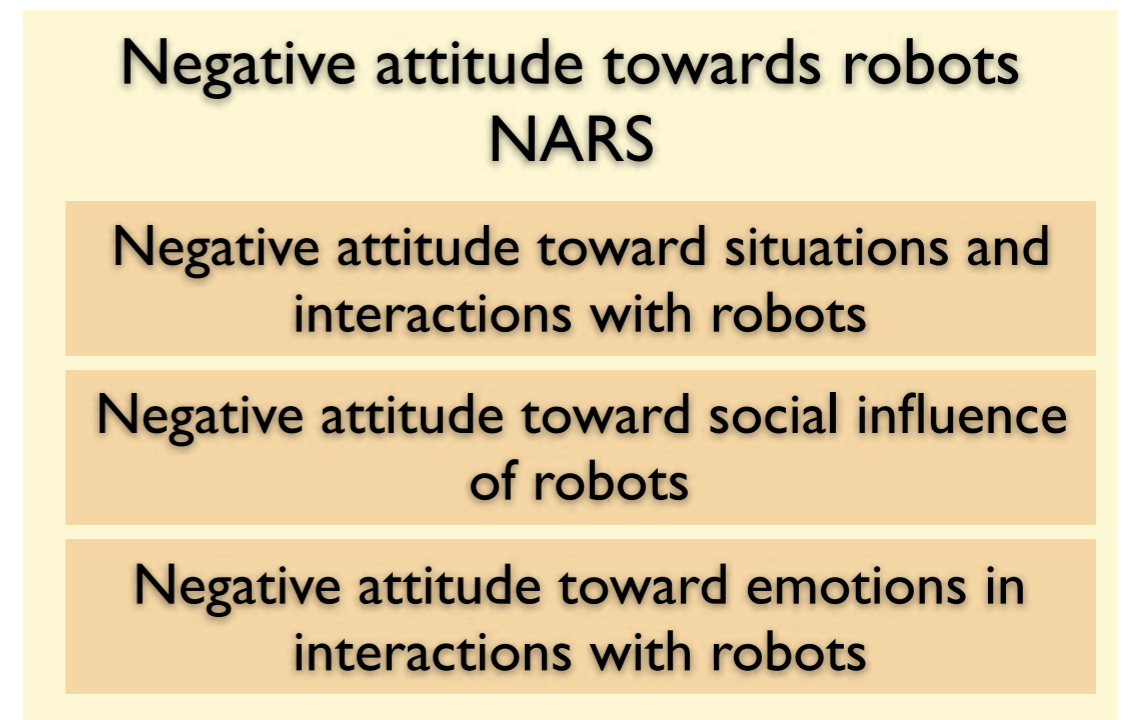 Negative attitude towards robots
NARS
Negative attitude toward situations and
interactions with robots
Negative attitude toward social influence
of robots
Negative attitude toward emotions in
interactions with robots